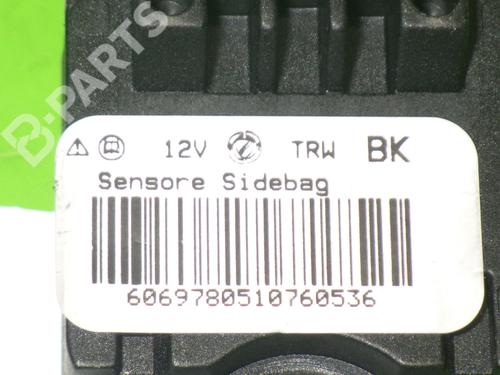 B-PARTS
12V TRW BK
Sensore Sidebag
6069780510760536